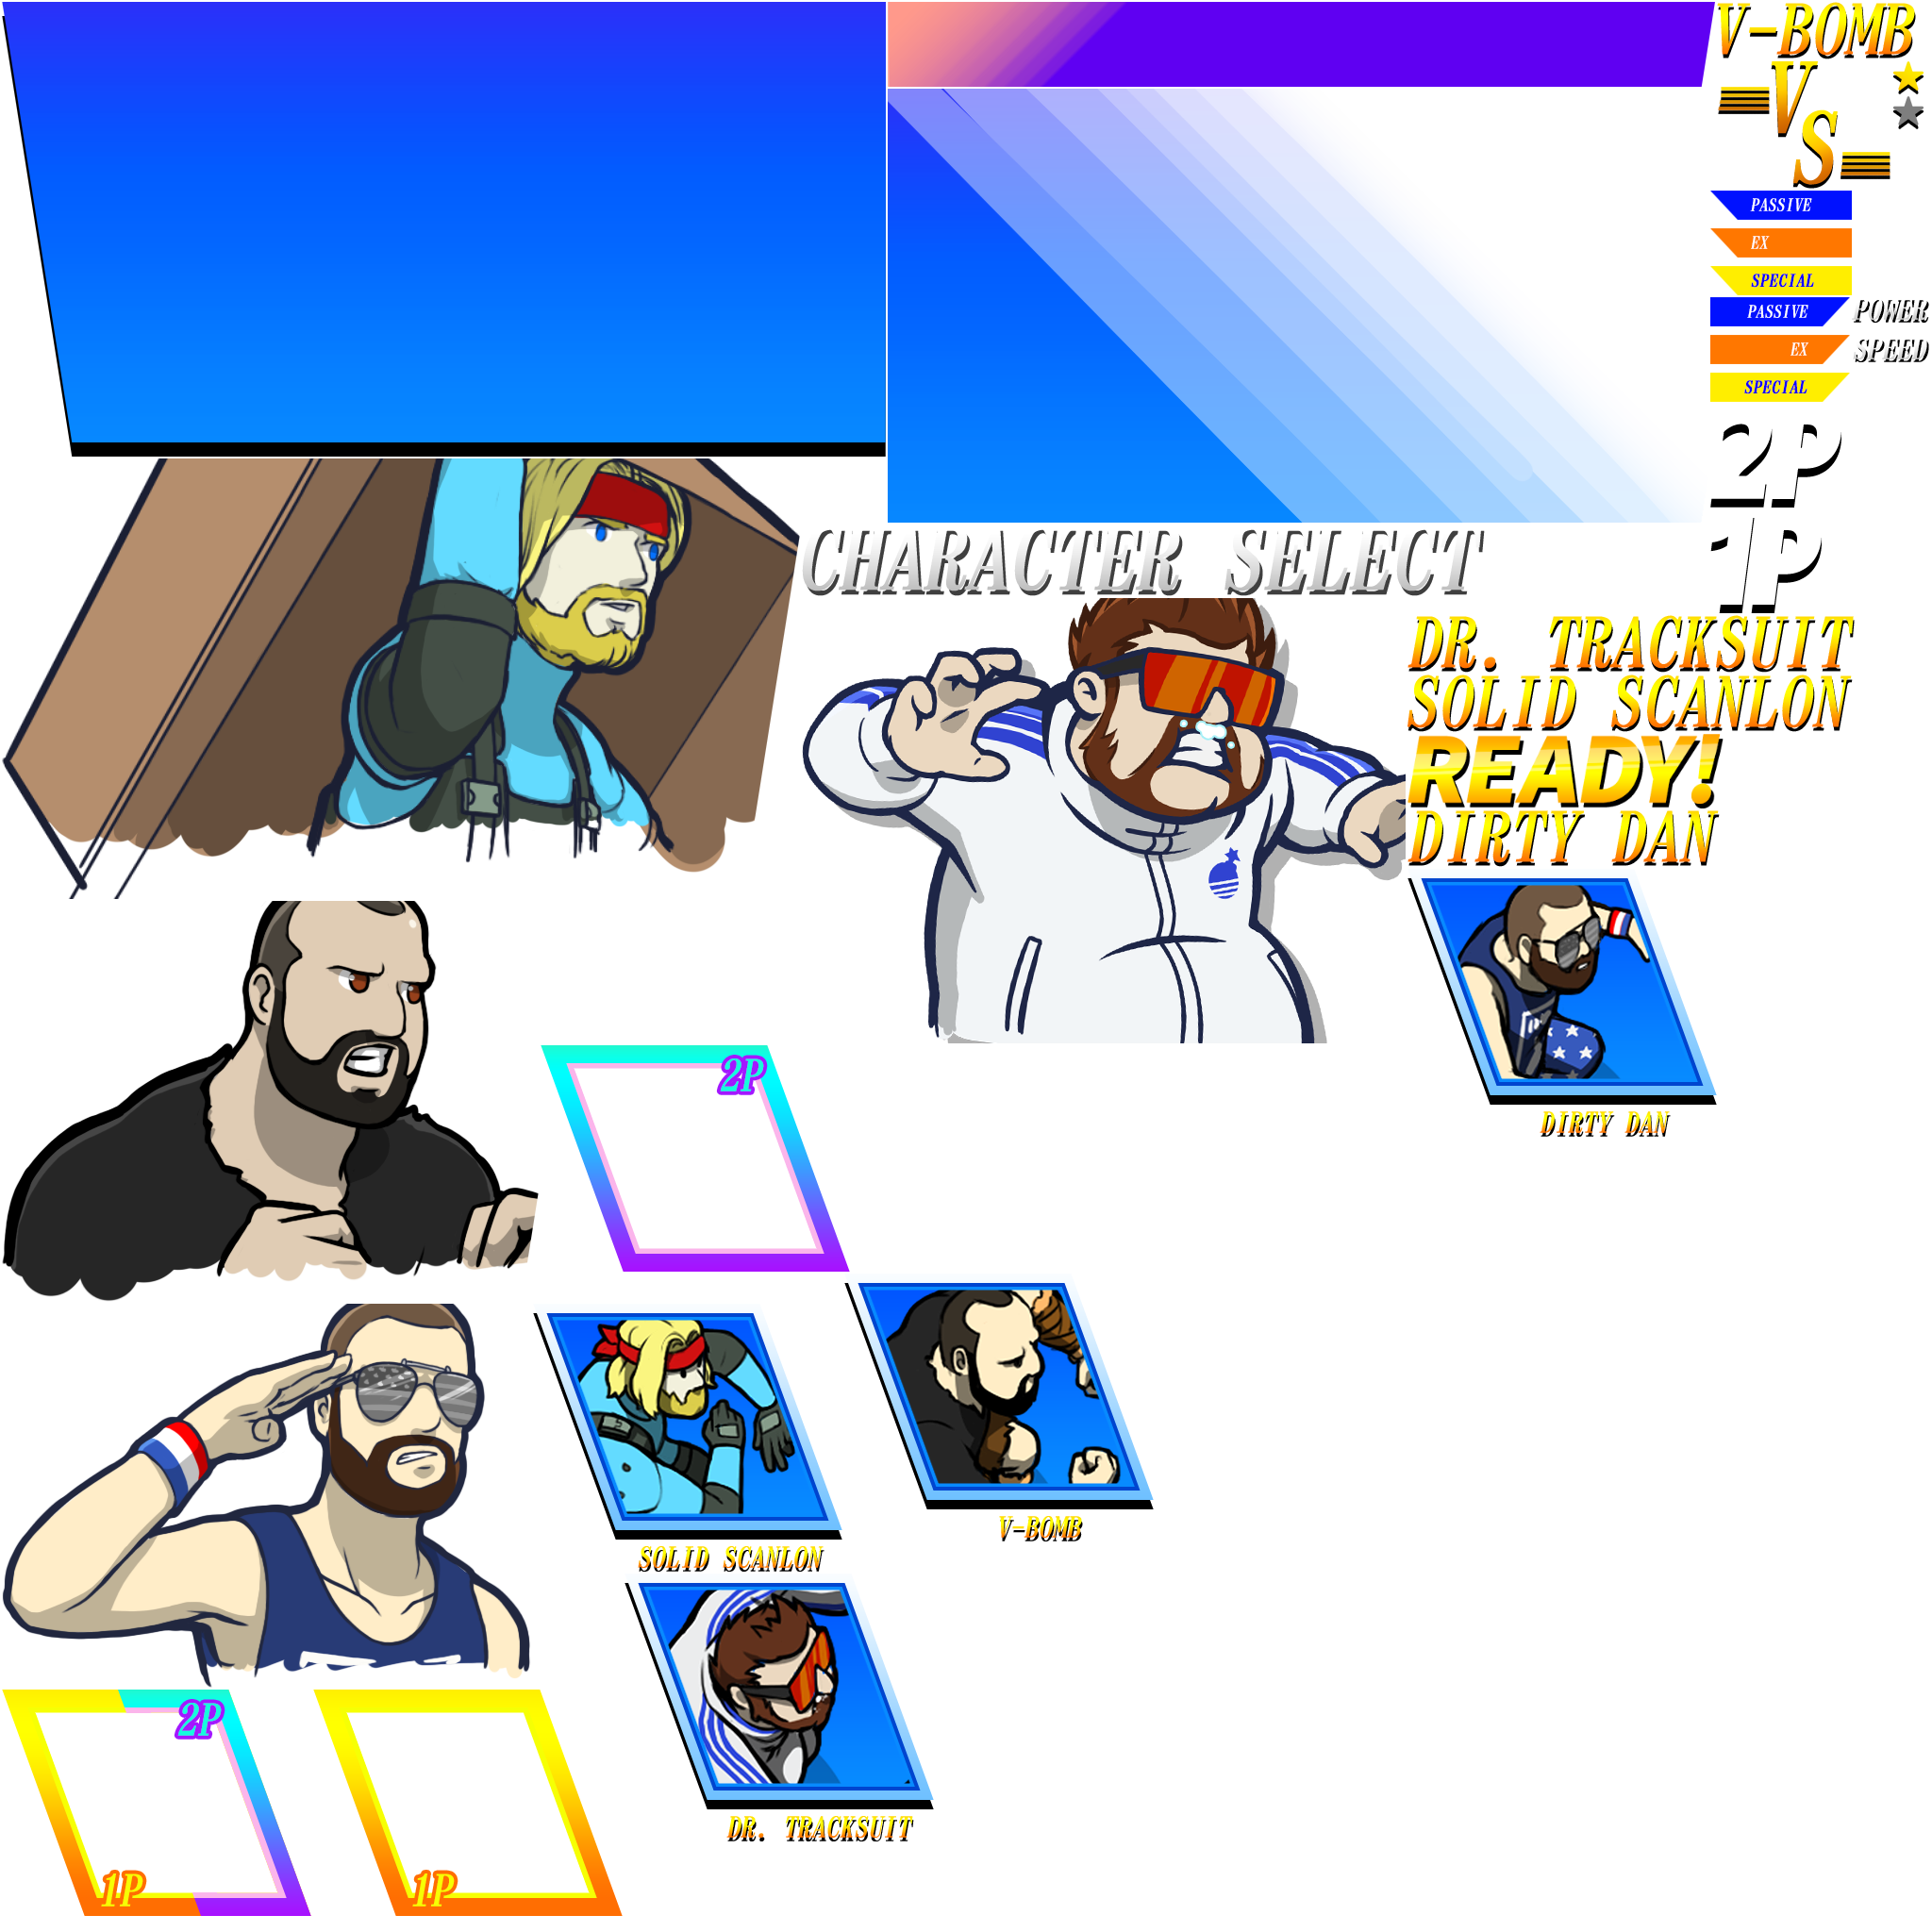 V-BOMB
VS
PASSIVE
EX
SPECIAL
PASSIVE
POWER
EX
SPEED
SPECIAL
2P
1P
CHARACTER SELECT
DR. TRACKSUIT
SOLID SCANLON
READY!
DIRTY DAN
DIRTY DAN
2P
V-BOMB
SOLID SCANLON
2P
DR. TRACKSUIT
1P
1P